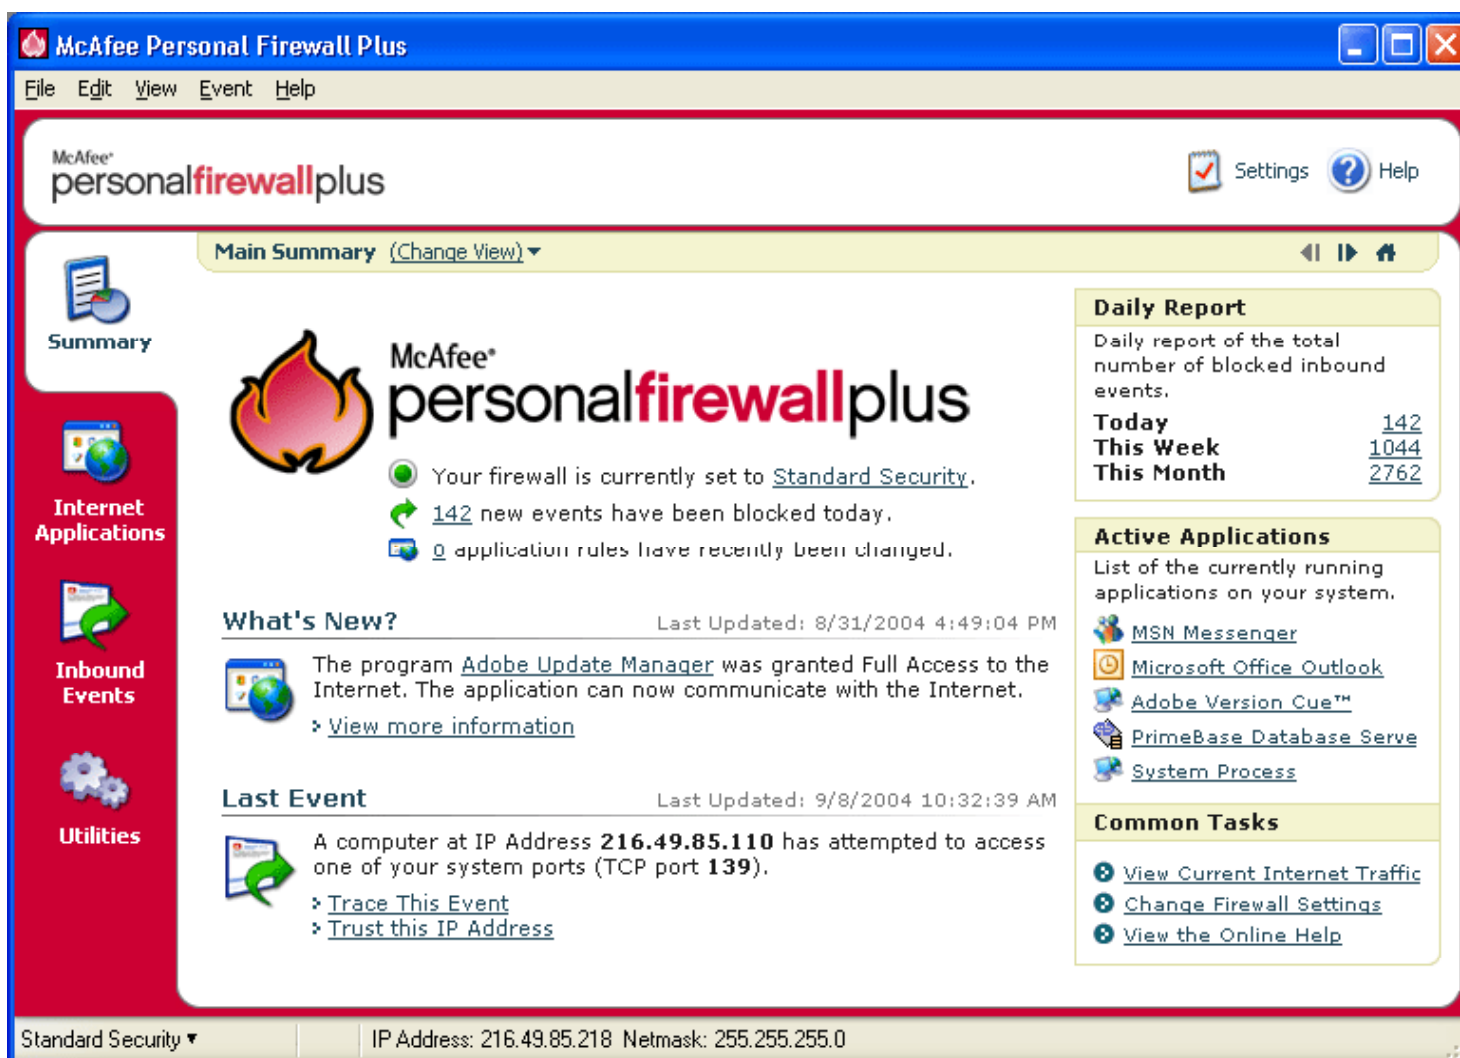 McAfee Personal Firewall Plus
File Edit View Event Help
McAfee®
personalfirewallplus
Settings
Help
Main Summary (Change View)
Summary
Internet
Applications
Inbound
Events
Utilities
McAfee®
personalfirewallplus
Your firewall is currently set to Standard Security.
142 new events have been blocked today.
0 application rules have recently been changed.
What's New?
Last Updated: 8/31/2004 4:49:04 PM
The program Adobe Update Manager was granted Full Access to the
Internet. The application can now communicate with the Internet.
View more information
Last Event
Last Updated: 9/8/2004 10:32:39 AM
A computer at IP Address 216.49.85.110 has attempted to access
one of your system ports (TCP port 139).
Trace This Event
Trust this IP Address
Daily Report
Daily report of the total
number of blocked inbound
events.
Today 142
This Week 1044
This Month 2762
Active Applications
List of the currently running
applications on your system.
MSN Messenger
Microsoft Office Outlook
Adobe Version Cue™
PrimeBase Database Serve
System Process
Common Tasks
View Current Internet Traffic
Change Firewall Settings
View the Online Help
Standard Security
IP Address: 216.49.85.218 Netmask: 255.255.255.0